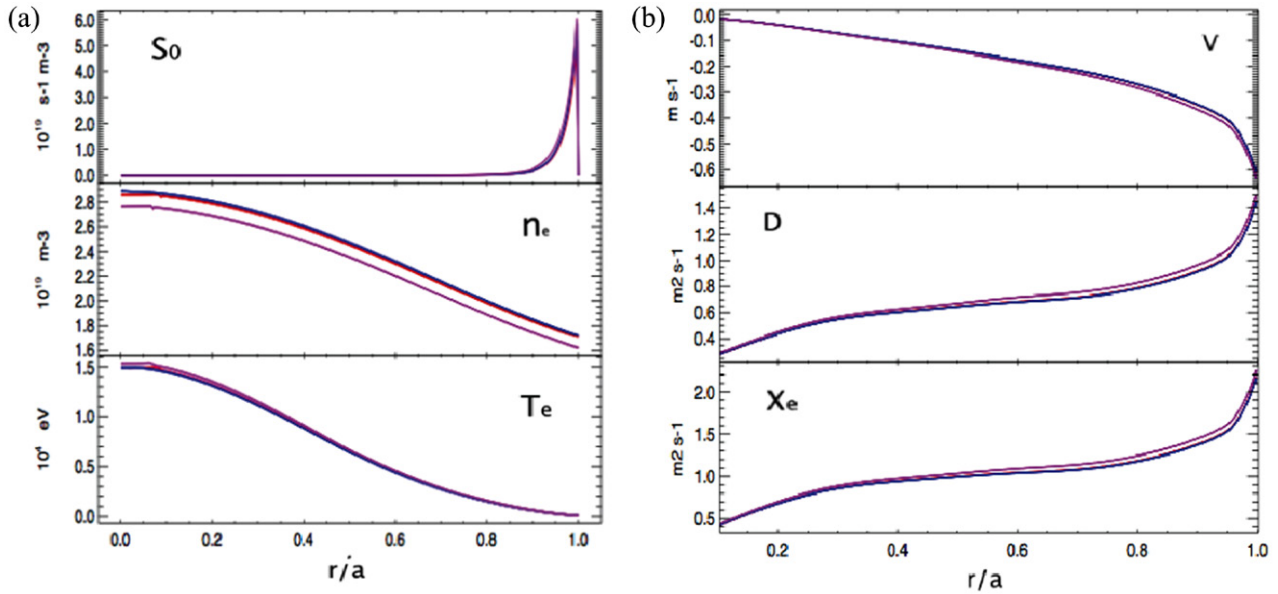 (a)
S0
10¹⁹ s-1 m-3
6.0
5.0
4.0
3.0
2.0
1.0
0.0
ne
10¹⁹ m-3
2.8
2.6
2.4
2.2
2.0
1.8
1.6
Te
10⁴ eV
1.5
1.0
0.5
0.0
0.0 0.2 0.4 0.6 0.8 1.0
r/a
(b)
V
m s-1
0.0
-0.1
-0.2
-0.3
-0.4
-0.5
-0.6
D
m2 s-1
1.4
1.2
1.0
0.8
0.6
0.4
Xe
m2 s-1
2.0
1.5
1.0
0.5
0.2 0.4 0.6 0.8 1.0
r/a